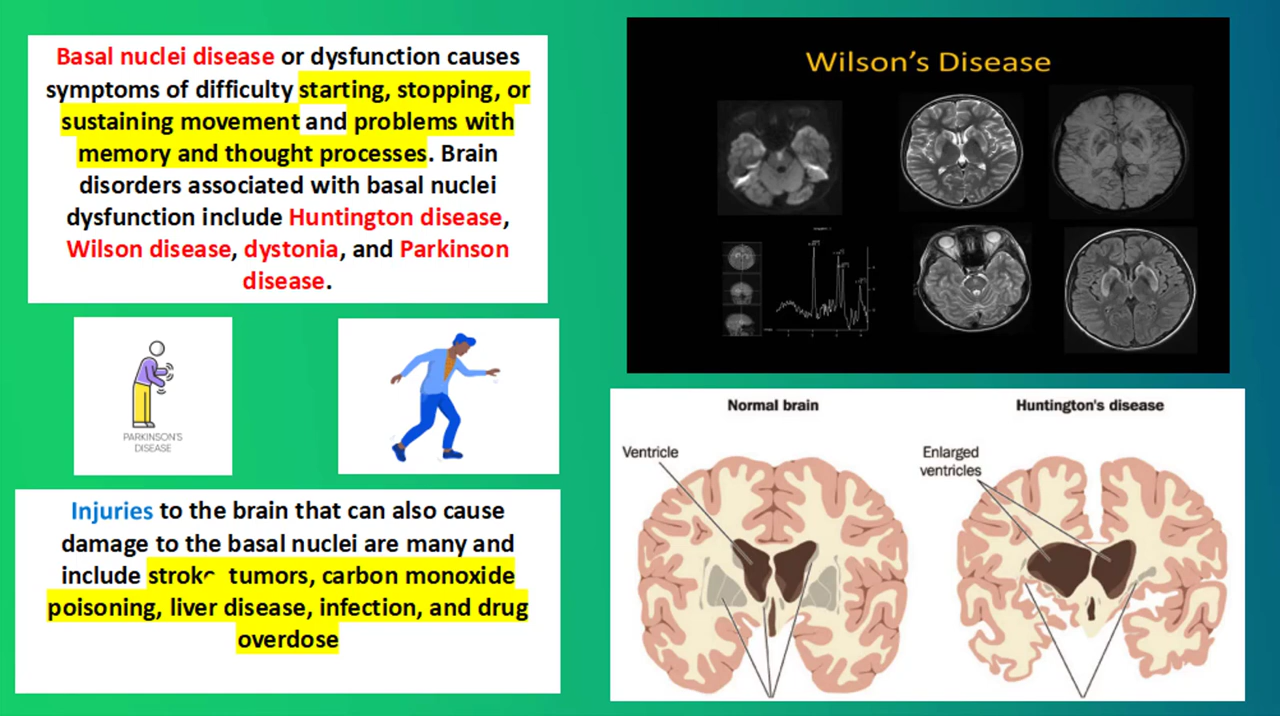 Basal nuclei disease or dysfunction causes
symptoms of difficulty starting, stopping, or
sustaining movement and problems with
memory and thought processes. Brain
disorders associated with basal nuclei
dysfunction include Huntington disease,
Wilson disease, dystonia, and Parkinson
disease.
PARKINSON'S
DISEASE
Injuries to the brain that can also cause
damage to the basal nuclei are many and
include strok tumors, carbon monoxide
poisoning, liver disease, infection, and drug
overdose
Wilson's Disease
Normal brain
Huntington's disease
Ventricle
Enlarged
ventricles